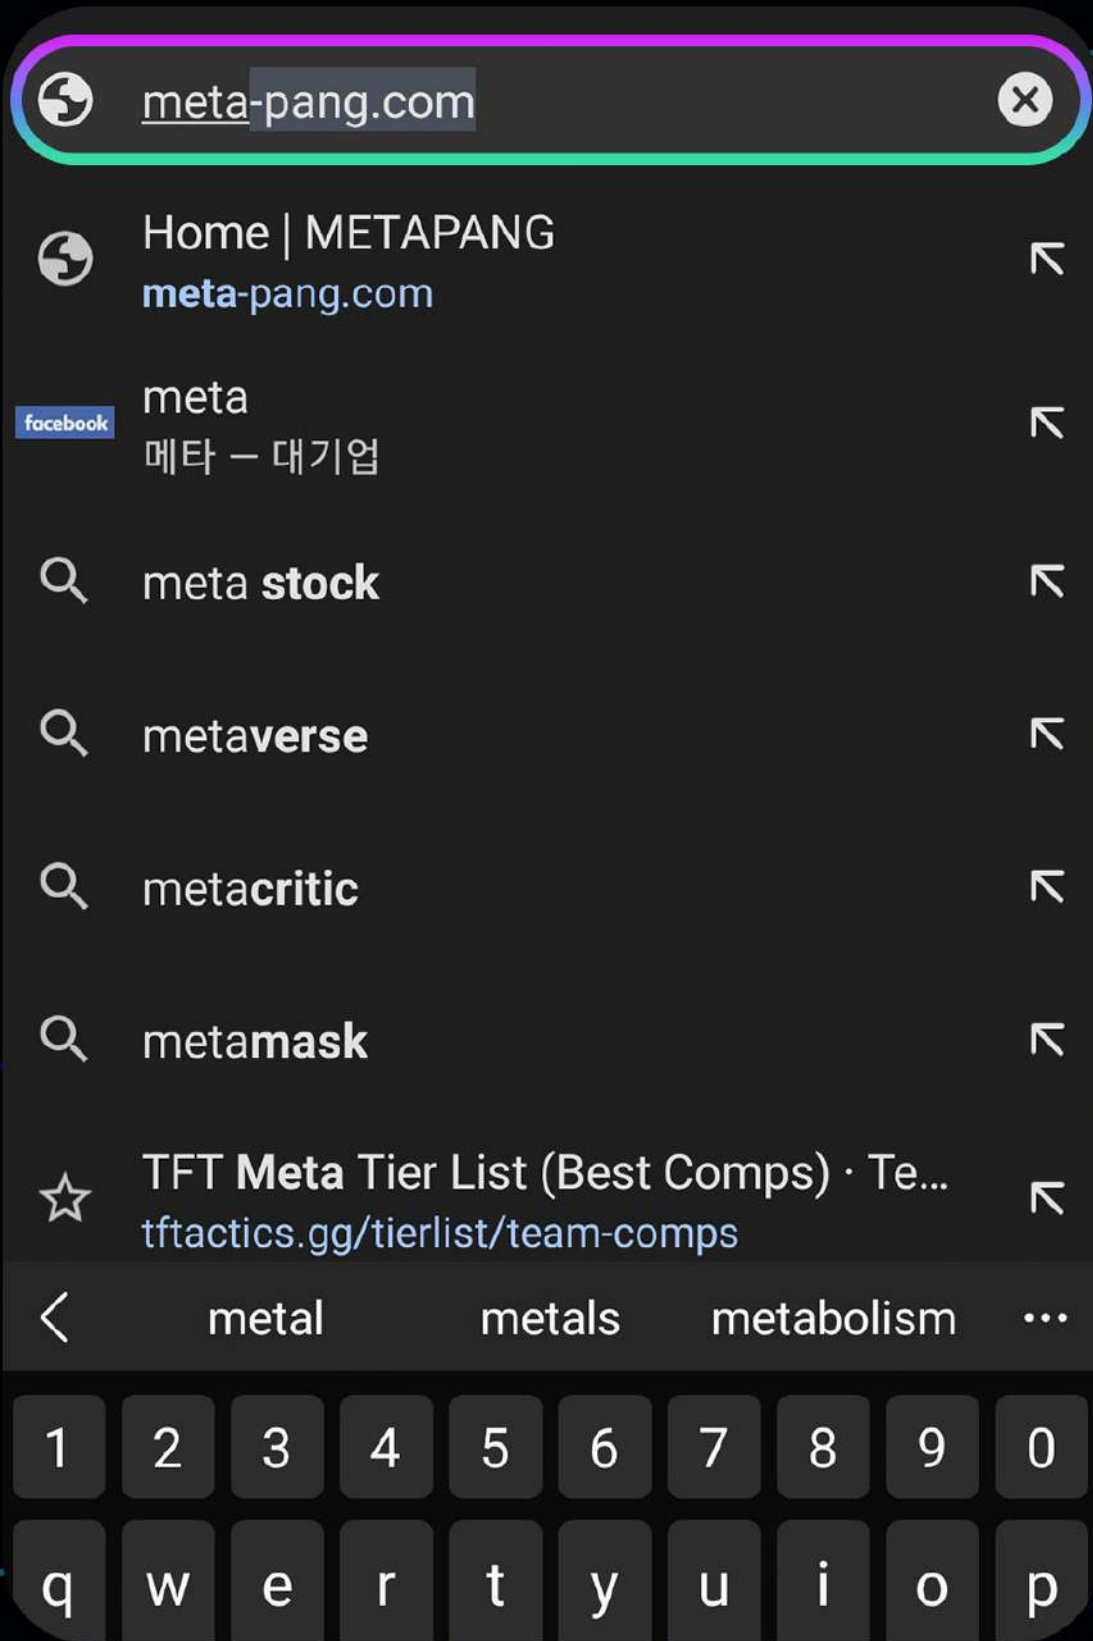 meta-pang.com
Home | METAPANG
meta-pang.com
facebook
meta
메타 — 대기업
meta stock
metaverse
metacritic
metamask
TFT Meta Tier List (Best Comps) · Te...
tftactics.gg/tierlist/team-comps
metal metals metabolism
1 2 3 4 5 6 7 8 9 0
q w e r t y u i o p